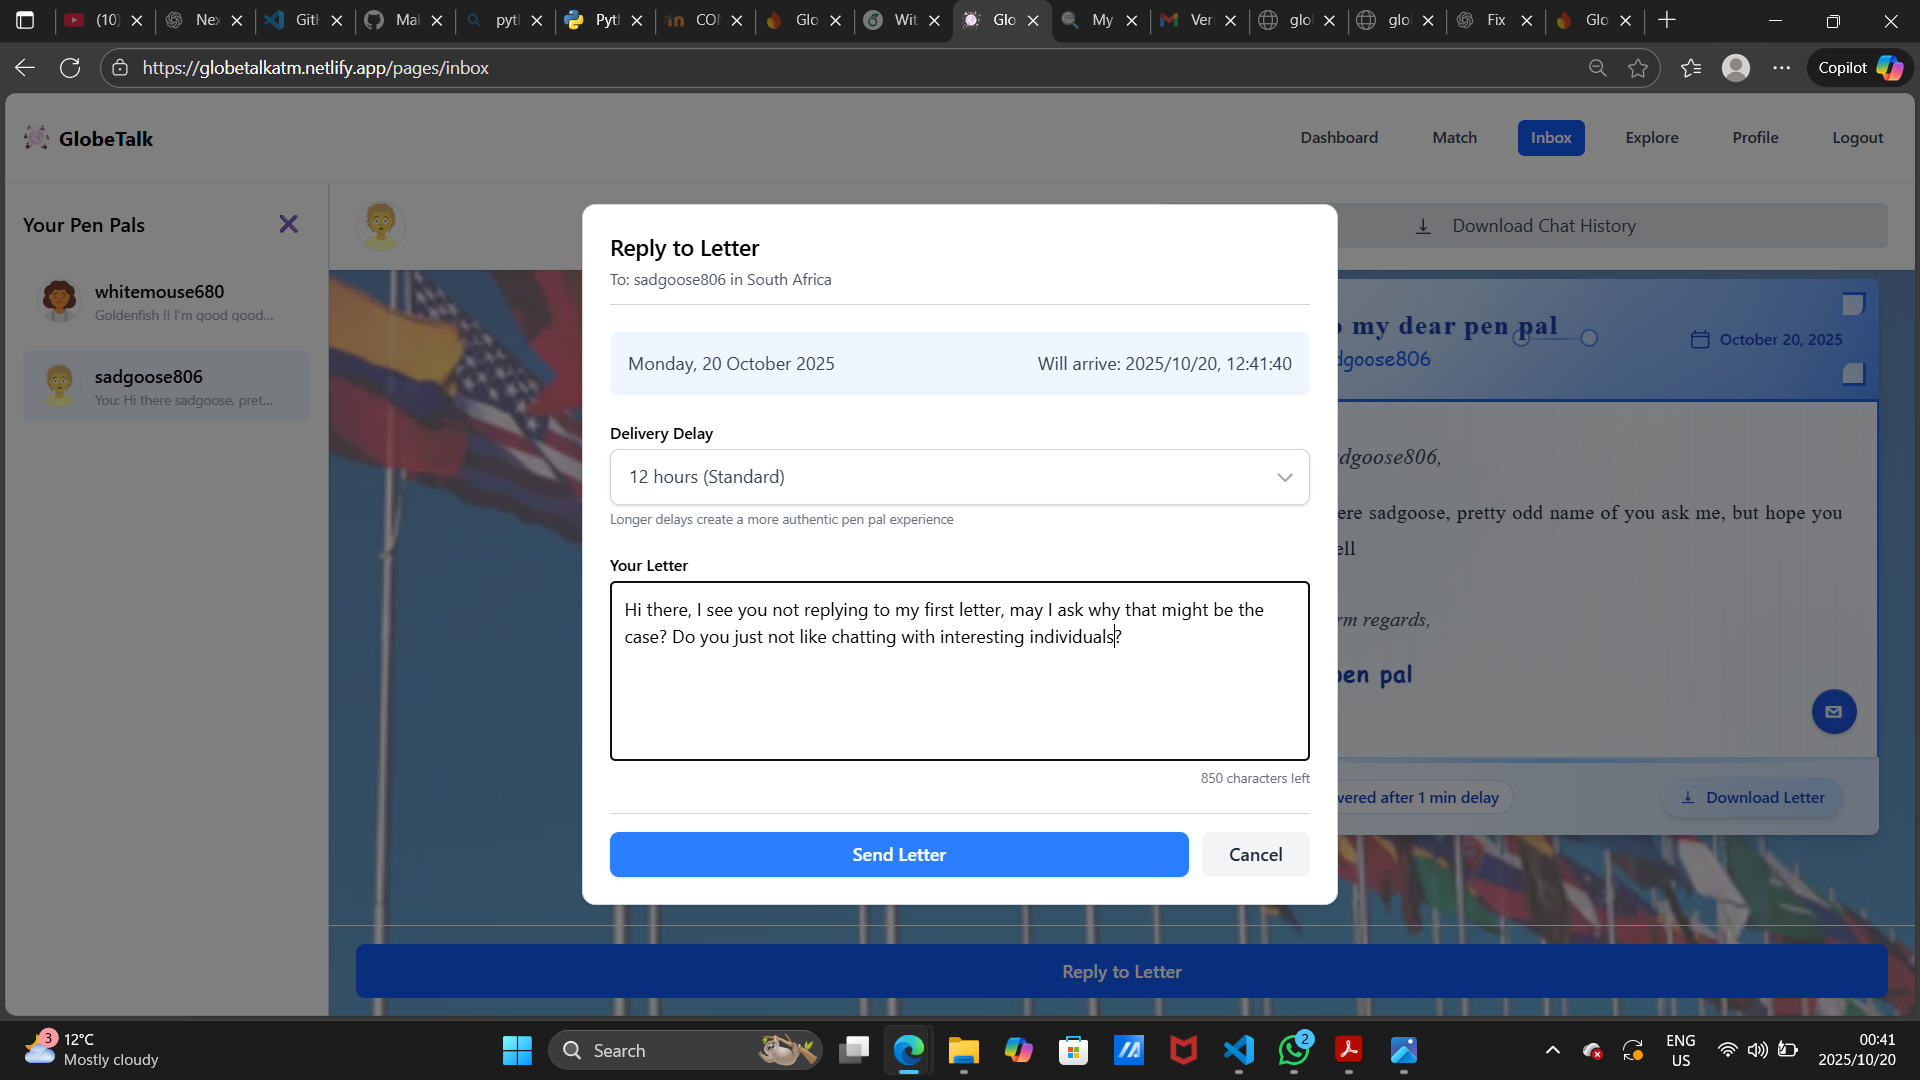 (10)
Nex
Gith
Mal
pyth
Pyth
CO
Glo
Wit
Glo
My
Ver
glo
glo
Fix
Glo
https://globetalkatm.netlify.app/pages/inbox
Copilot
GlobeTalk
Dashboard
Match
Inbox
Explore
Profile
Logout
Your Pen Pals
whitemouse680
Goldenfish !! I'm good good...
sadgoose806
You: Hi there sadgoose, pret...
Download Chat History
Reply to Letter
To: sadgoose806 in South Africa
Monday, 20 October 2025
Will arrive: 2025/10/20, 12:41:40
Delivery Delay
12 hours (Standard)
Longer delays create a more authentic pen pal experience
Your Letter
Hi there, I see you not replying to my first letter, may I ask why that might be the
case? Do you just not like chatting with interesting individuals?
850 characters left
Send Letter
Cancel
o my dear pen pal
dgoose806
October 20, 2025
dgoose806,
ere sadgoose, pretty odd name of you ask me, but hope you
ell
rm regards,
pen pal
vered after 1 min delay
Download Letter
Reply to Letter
3
12°C
Mostly cloudy
Search
2
ENG
US
00:41
2025/10/20